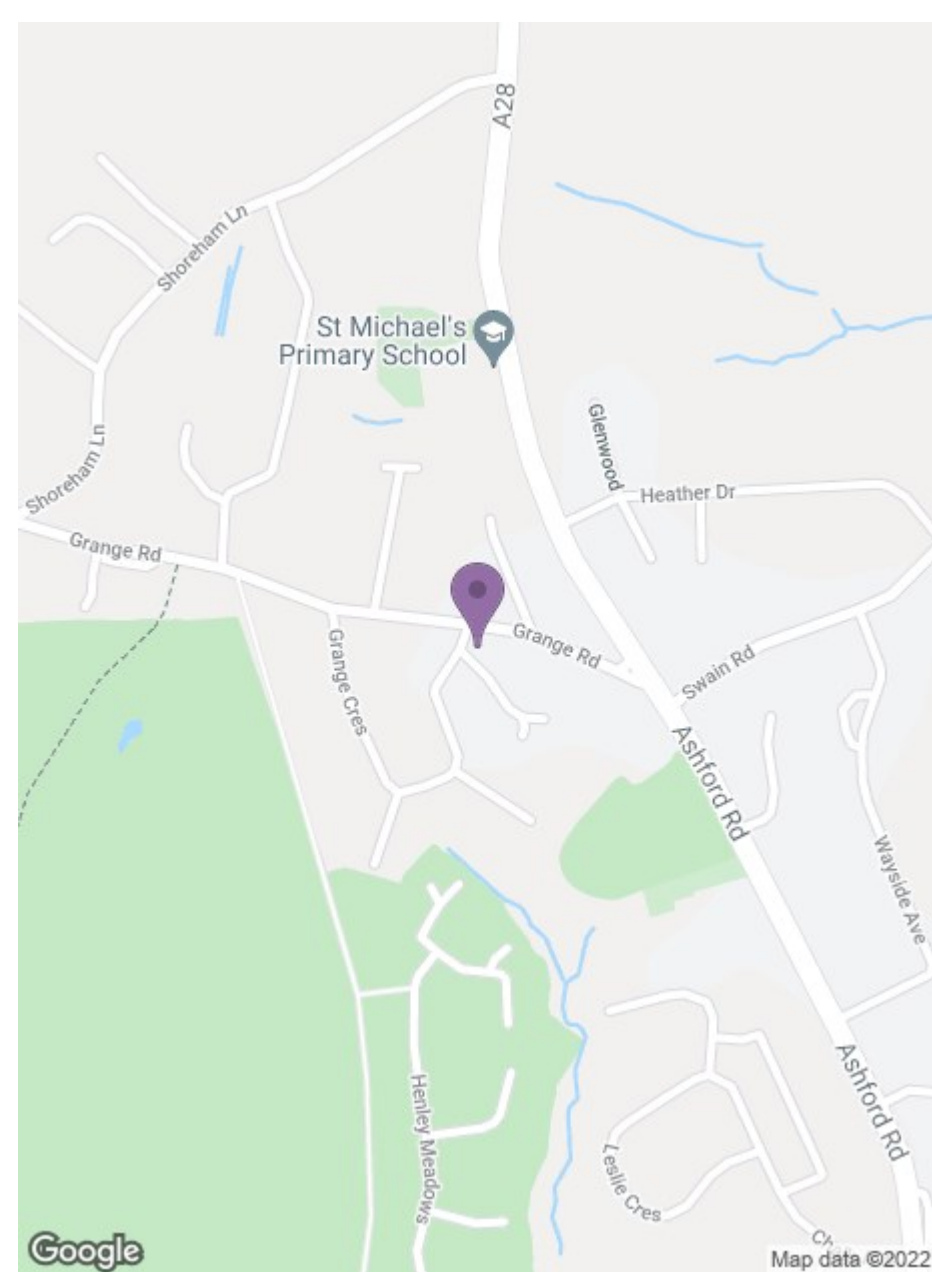 A28
Shoreham Ln
St Michael's
Primary School
Glenwood
Heather Dr
Shoreham Ln
Grange Rd
Grange Rd
Grange Cres
Swain Rd
Ashford Rd
Wayside Ave
Ashford Rd
Henley Meadows
Leslie Cres
Google
Map data ©2022